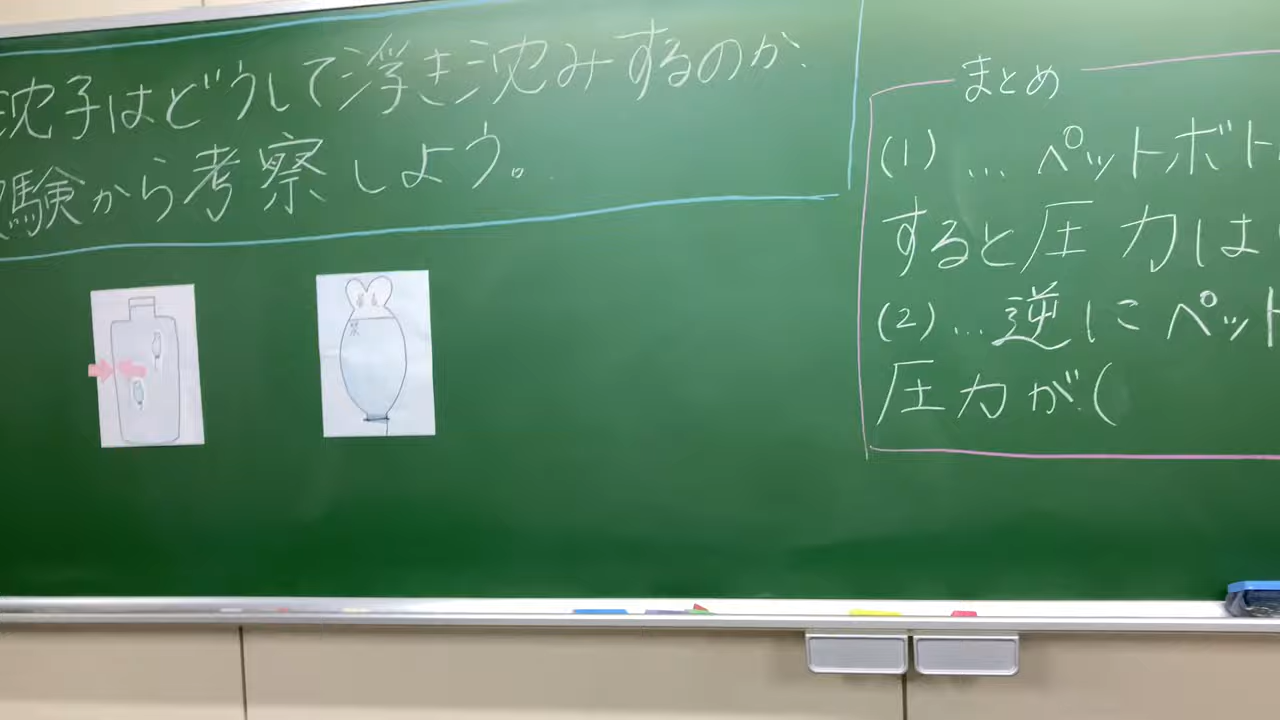 沈子はどうして浮き沈みするのか、
験から考察しよう。
まとめ
(1)…ペットボト
すると圧力は
(2)…逆にペット
圧力が(